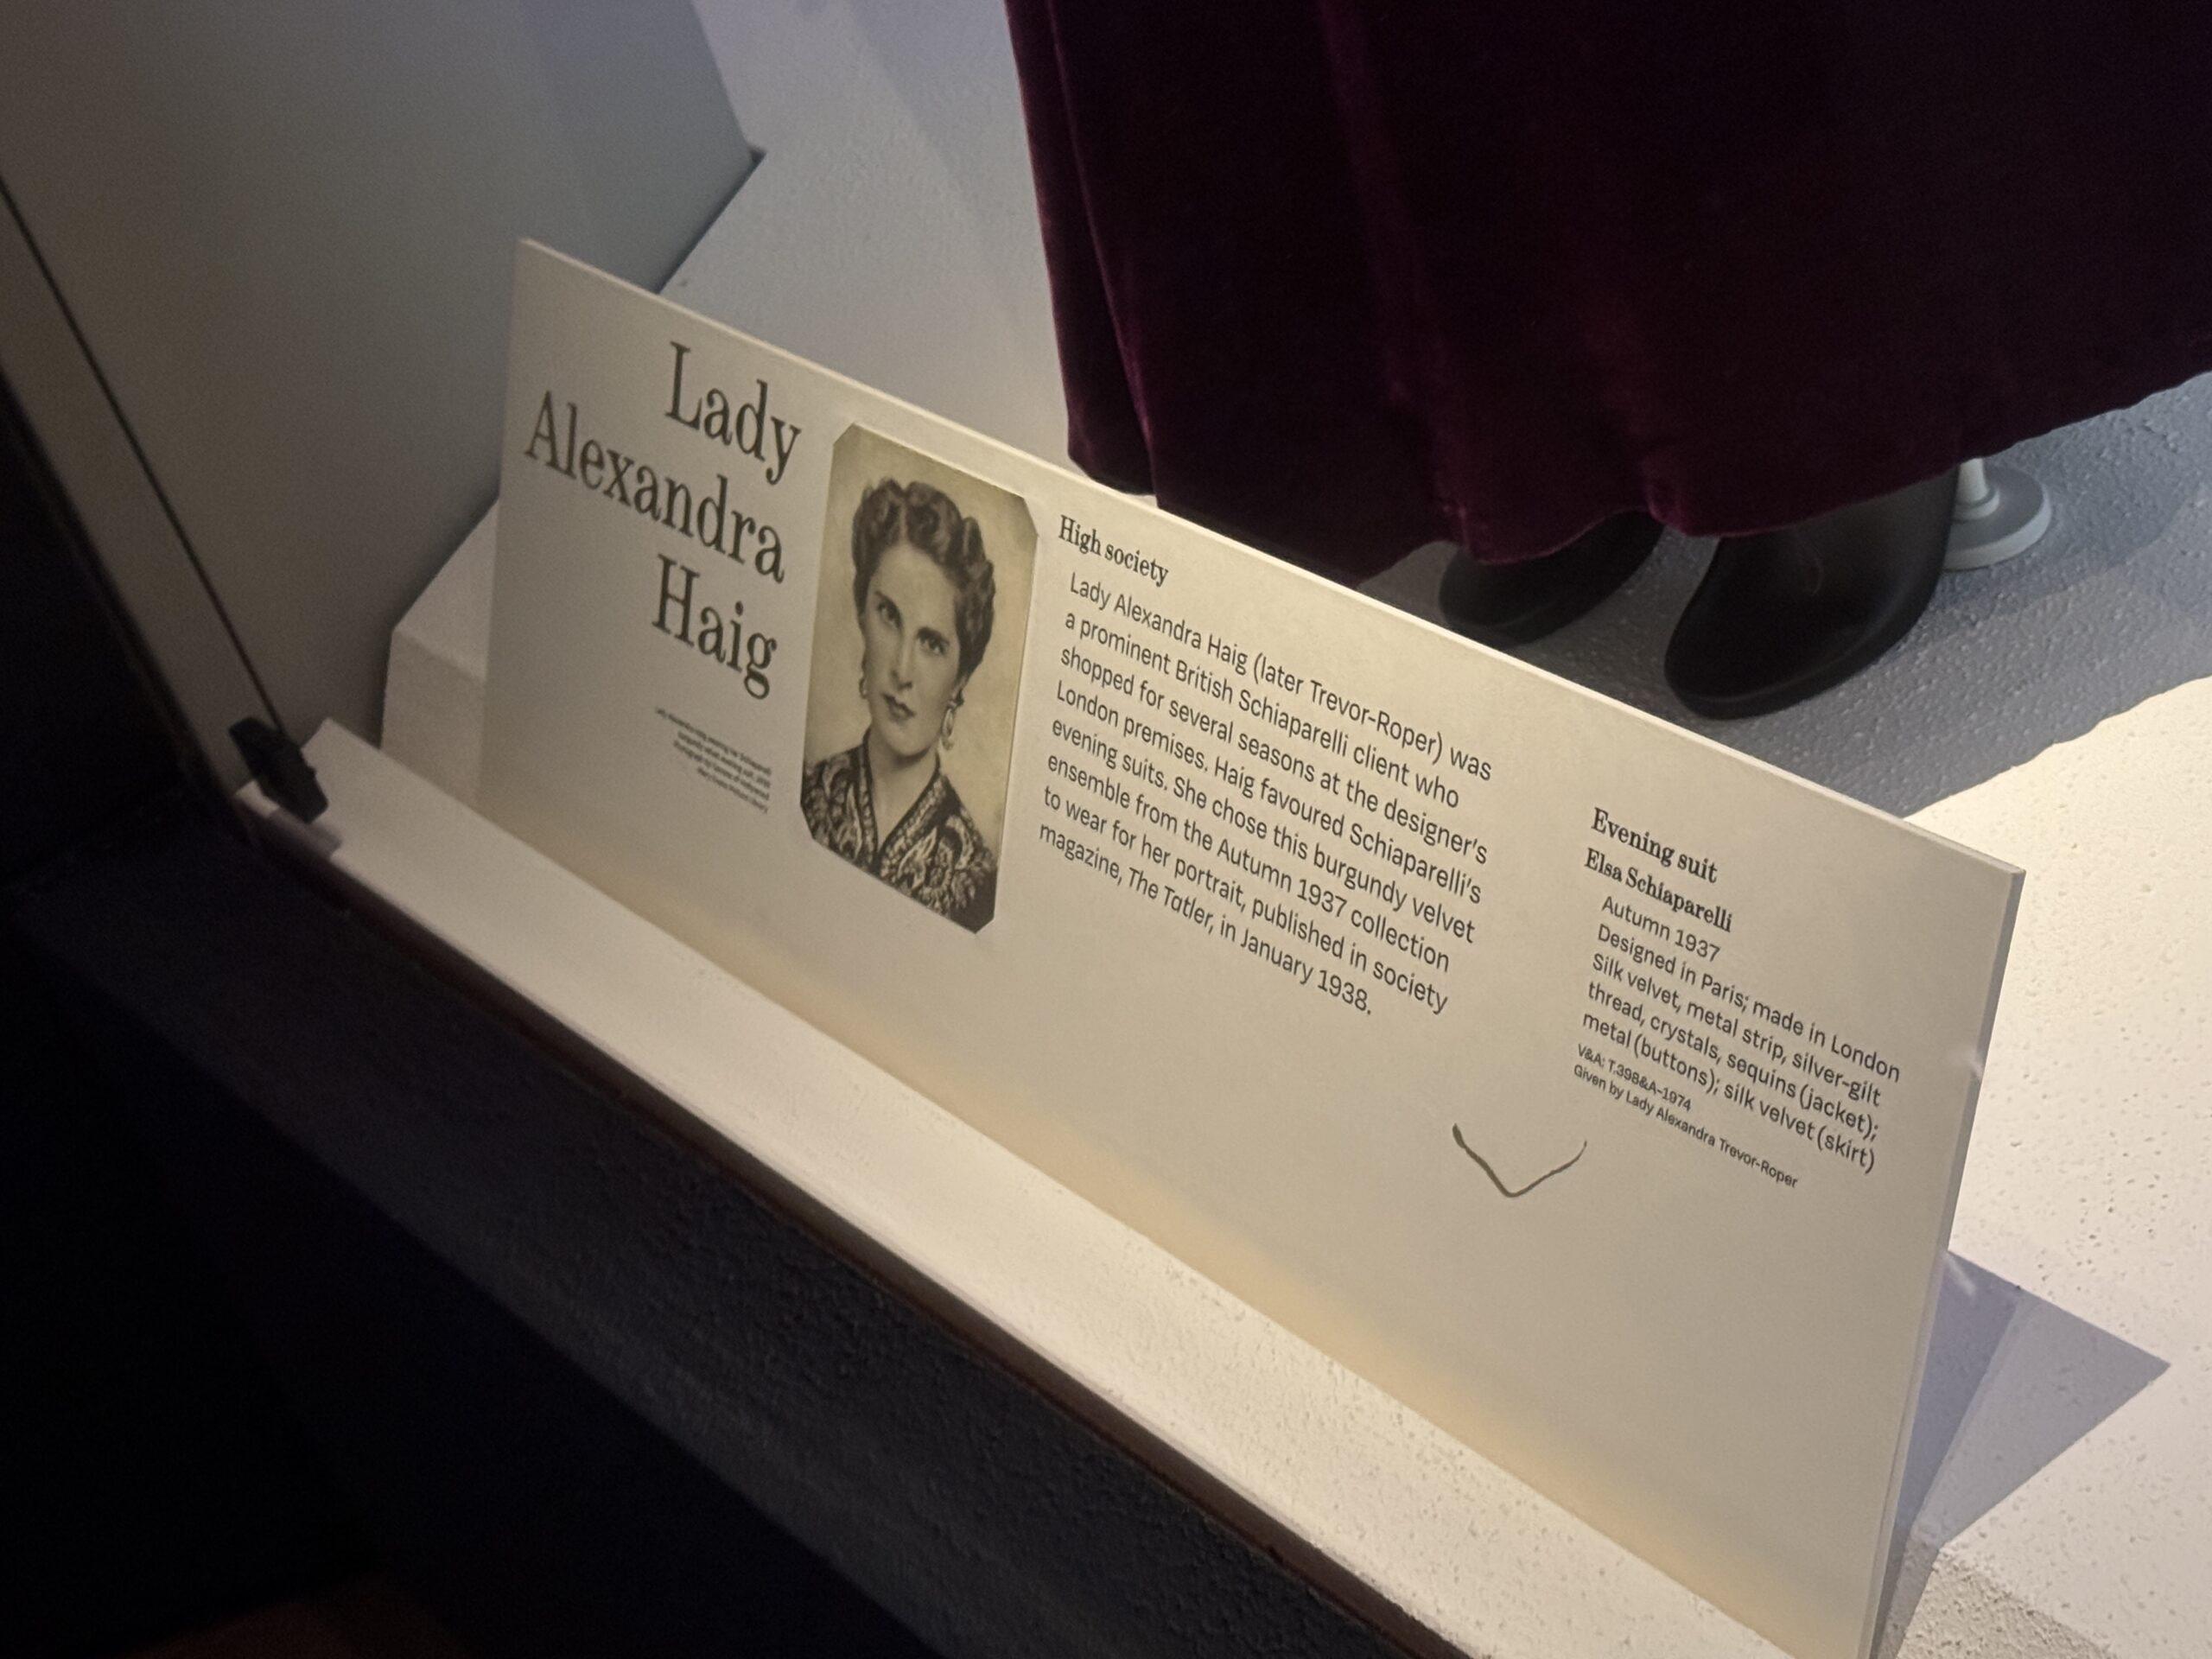 Lady
Alexandra
Haig
High society
Lady Alexandra Haig (later Trevor-Roper) was
a prominent British Schiaparelli client who
shopped for several seasons at the designer's
London premises. Haig favoured Schiaparelli's
evening suits. She chose this burgundy velvet
ensemble from the Autumn 1937 collection
to wear for her portrait, published in society
magazine, The Tatler, in January 1938.
Evening suit
Elsa Schiaparelli
Autumn 1937
Designed in Paris; made in London
Silk velvet, metal strip, silver-gilt
thread, crystals, sequins (jacket);
metal (buttons); silk velvet (skirt)
V&A: T.398&A-1974
Given by Lady Alexandra Trevor-Roper